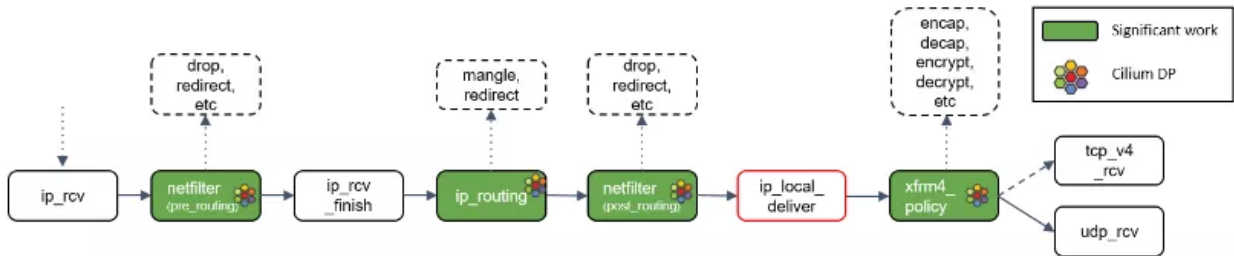 encap,
decap,
encrypt,
decrypt,
etc
Significant work
Cilium DP
drop,
redirect,
etc
mangle,
redirect
drop,
redirect,
etc
ip_rcv
netfilter
(pre_routing)
ip_rcv
_finish
ip_routing
netfilter
(post_routing)
ip_local_
deliver
xfrm4_
policy
tcp_v4
_rcv
udp_rcv